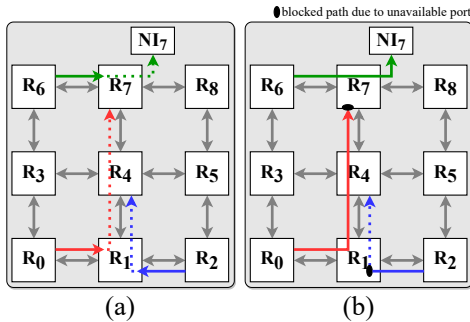 blocked path due to unavailable port
NI7 NI7
R6 R7 R8 R6 R7 R8
R3 R4 R5 R3 R4 R5
R0 R1 R2 R0 R1 R2
(a) (b)